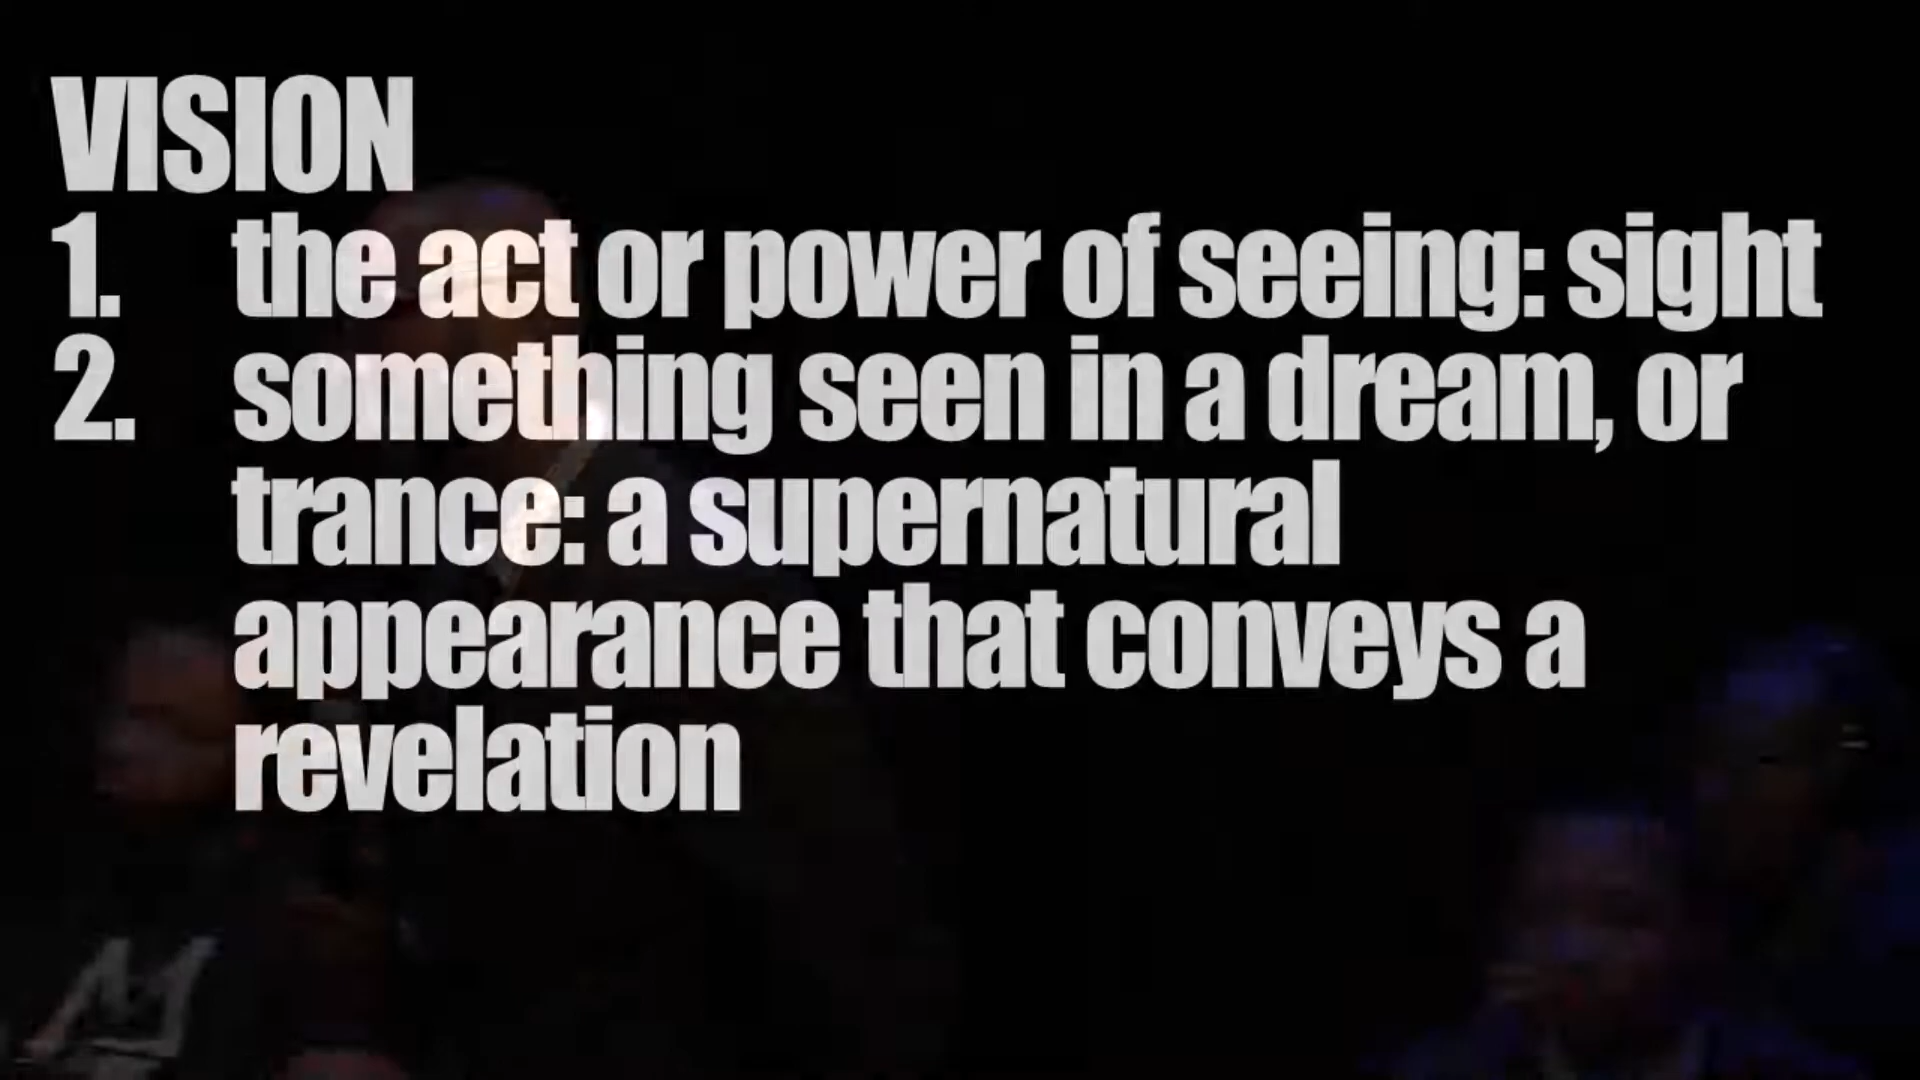 VISION
1. the act or power of seeing: sight
2. something seen in a dream, or
trance: a supernatural
appearance that conveys a
revelation